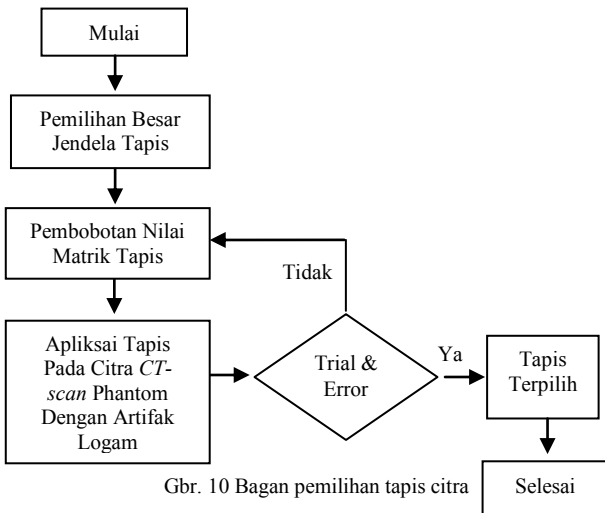 Mulai
Pemilihan Besar
Jendela Tapis
Pembobotan Nilai
Matrik Tapis
Tidak
Apliksai Tapis
Pada Citra CT-
scan Phantom
Dengan Artifak
Logam
Trial &
Error
Ya
Tapis
Terpilih
Gbr. 10 Bagan pemilihan tapis citra
Selesai